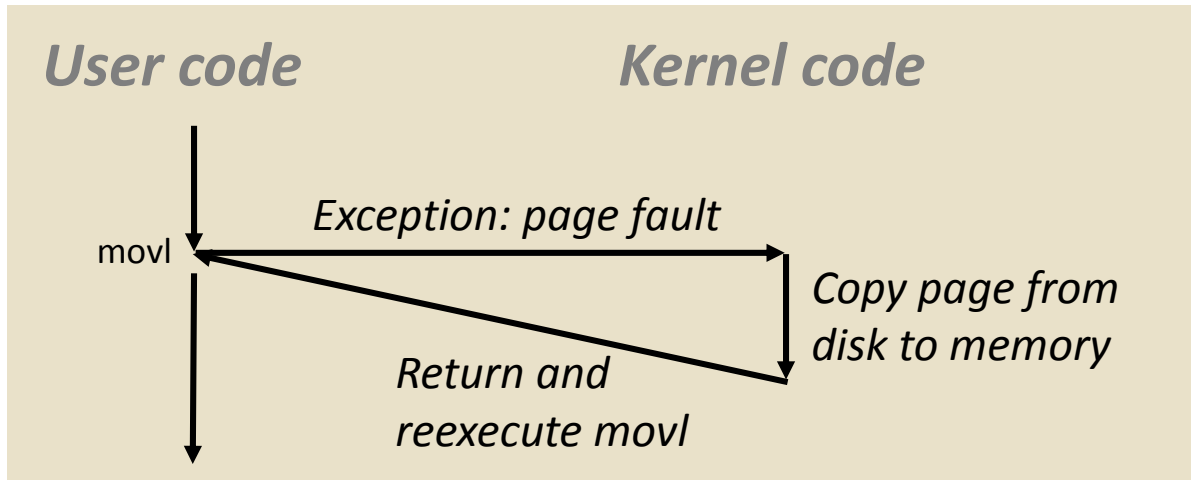 User code
Kernel code
Exception: page fault
movl
Copy page from
disk to memory
Return and
reexecute movl